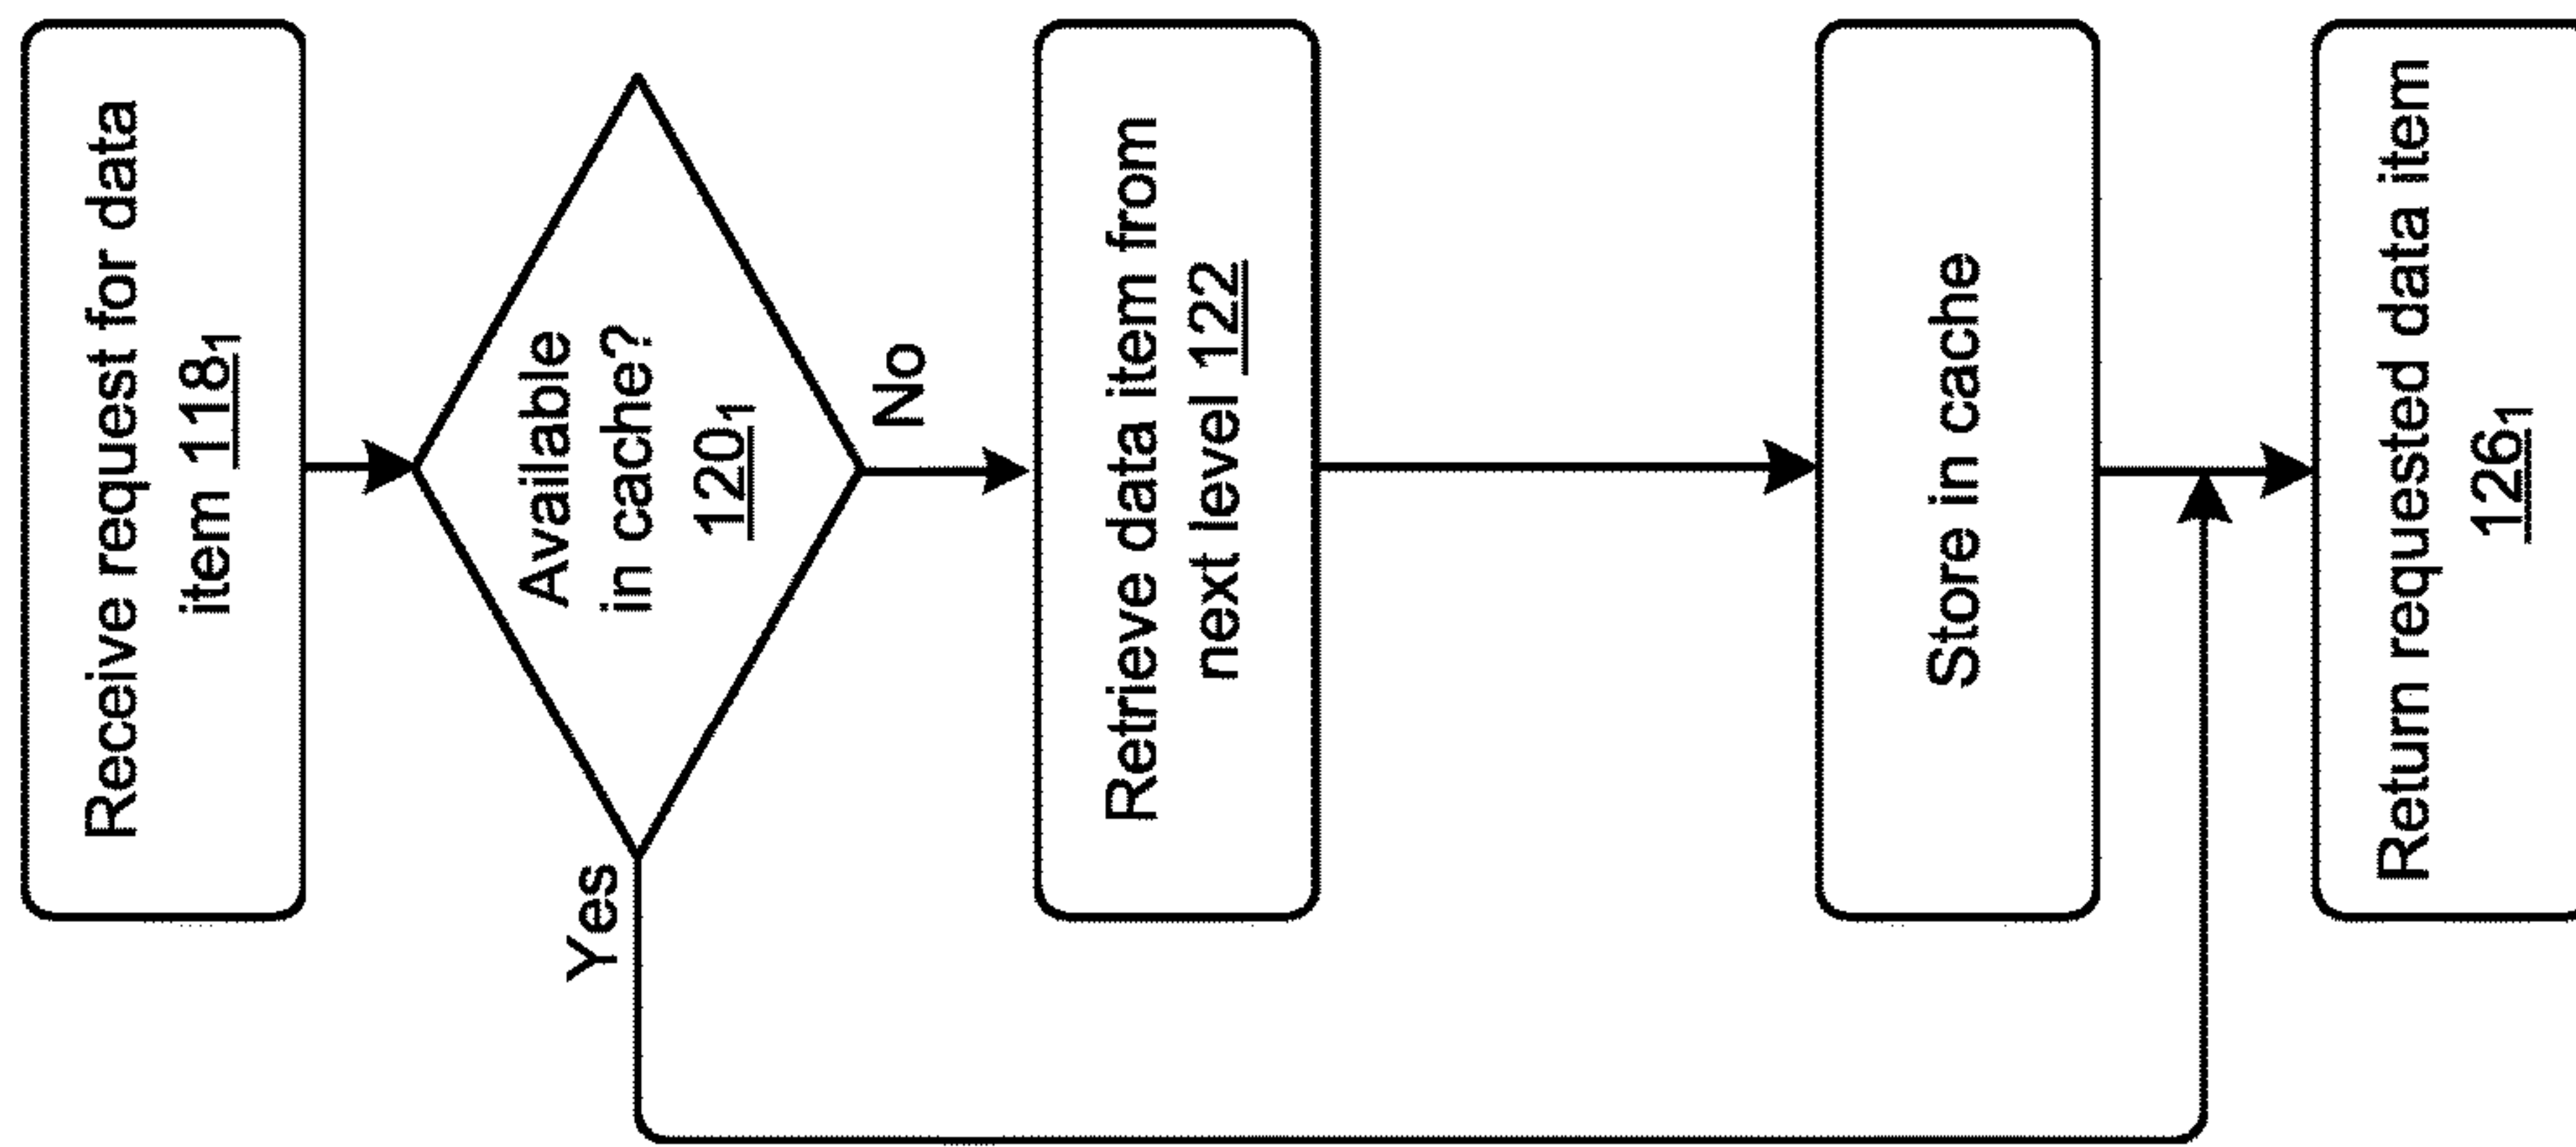 Receive request for data
item 118₁
Available
in cache?
120₁
Yes
No
Retrieve data item from
next level 122
Store in cache
Return requested data item
126₁